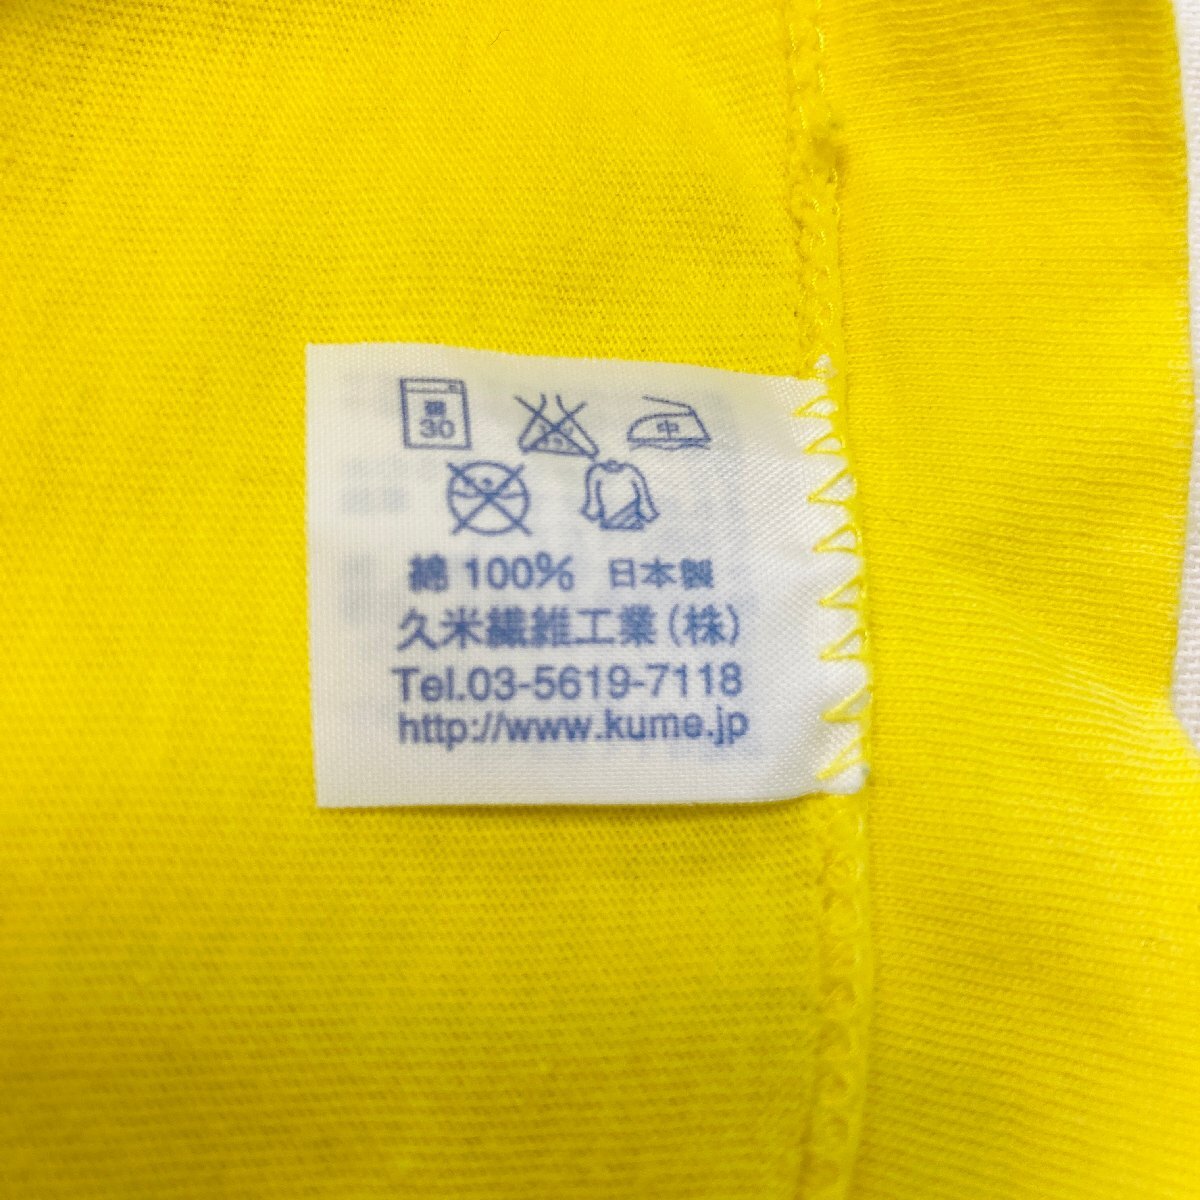 弱
30
中
綿 100% 日本製
久米繊維工業(株)
Tel.03-5619-7118
http://www.kume.jp